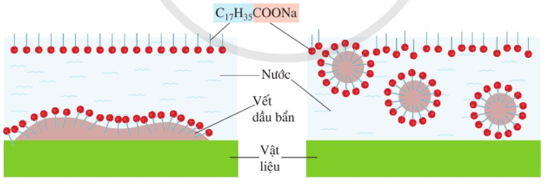 C₁₇H₃₅COONa
Nước
Vết
dầu bẩn
Vật
liệu